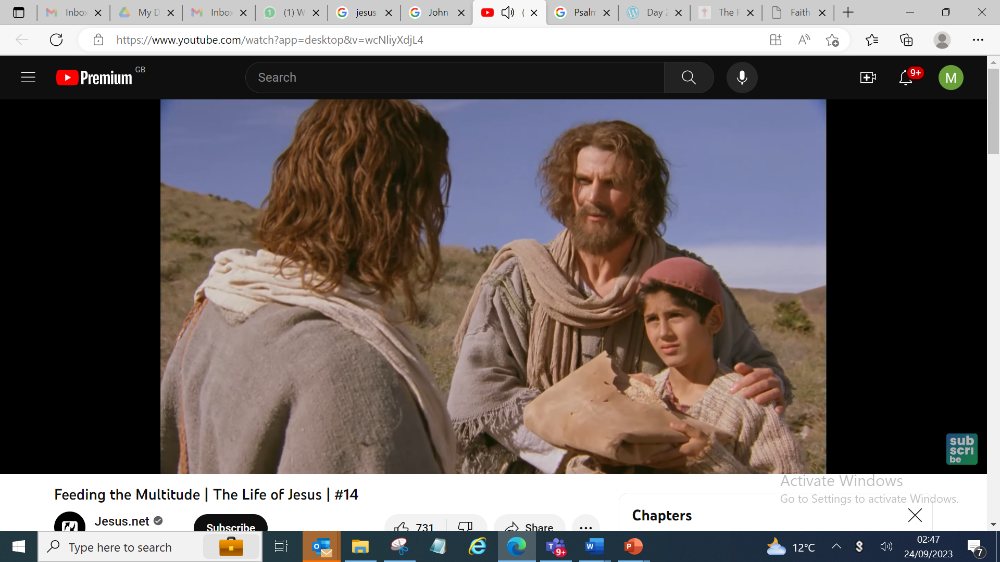 Inbox
My D
Inbox
(1) W
jesus
John
(
Psalm
Day 2
The P
Faith
https://www.youtube.com/watch?app=desktop&v=wcNliyXdjL4
Premium GB
Search
9+
M
sub
scri
be
Activate Windows
Go to Settings to activate Windows.
Feeding the Multitude | The Life of Jesus | #14
Chapters
Jesus.net
Subscribe
731
Share
Type here to search
9+
12°C
02:47
24/09/2023
7